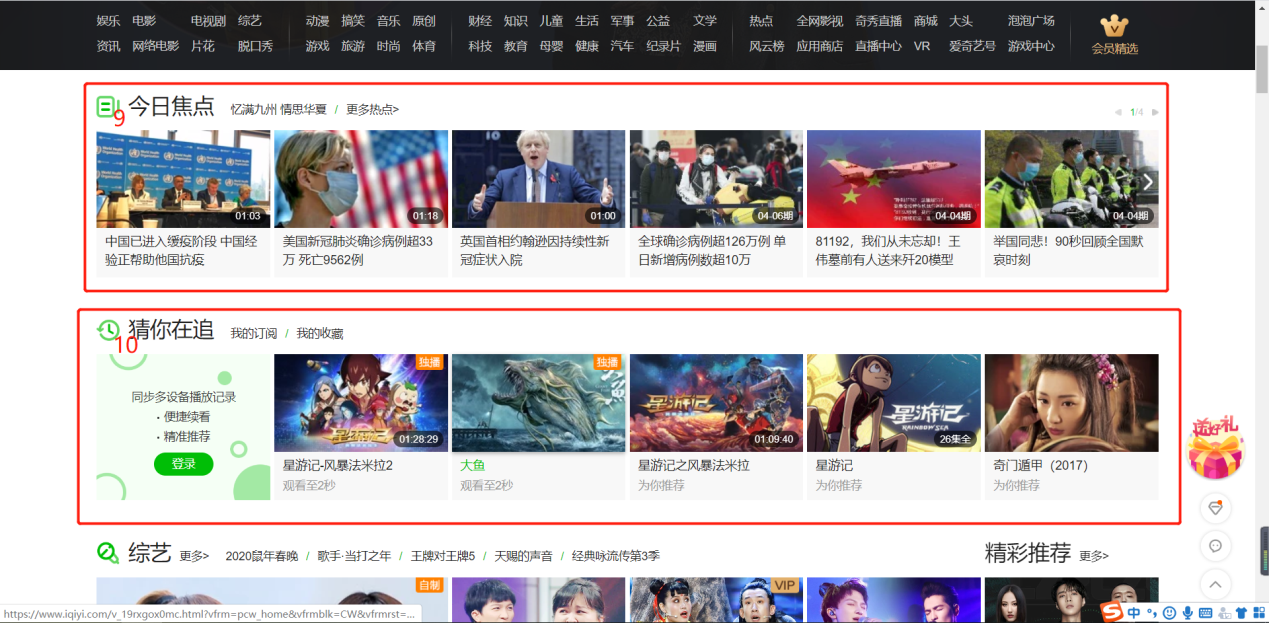 娱乐 电影 电视剧 综艺 动漫 搞笑 音乐 原创 财经 知识 儿童 生活 军事 公益 文学 热点 全网影视 奇秀直播 商城 大头 泡泡广场
资讯 网络电影 片花 脱口秀 游戏 旅游 时尚 体育 科技 教育 母婴 健康 汽车 纪录片 漫画 风云榜 应用商店 直播中心 VR 爱奇艺号 游戏中心 会员精选
9 今日焦点 忆满九州 情思华夏 / 更多热点> 1/4
01:03 01:18 01:00 04-06期 04-04期 04-04期
中国已进入缓疫阶段 中国经验正帮助他国抗疫
美国新冠肺炎确诊病例超33万 死亡9562例
英国首相约翰逊因持续性新冠症状入院
全球确诊病例超126万例 单日新增病例数超10万
81192，我们从未忘却！王伟墓前有人送来歼20模型
举国同悲！90秒回顾全国默哀时刻
10 猜你在追 我的订阅 / 我的收藏
同步多设备播放记录
· 便捷续看
· 精准推荐
登录
独播
星游记
01:28:29
星游记-风暴法米拉2
观看至2秒
独播
大鱼
观看至2秒
星游记
01:09:40
星游记之风暴法米拉
为你推荐
星游记
RAINBOW SEA
26集全
星游记
为你推荐
奇门遁甲（2017）
为你推荐
送好礼
综艺 更多> 2020鼠年春晚 / 歌手·当打之年 / 王牌对王牌5 / 天赐的声音 / 经典咏流传第3季
精彩推荐 更多>
自制 VIP
https://www.iqiyi.com/v_19rxgox0mc.html?vfrm=pcw_home&vfrmblk=CW&vfrmrst=...
中